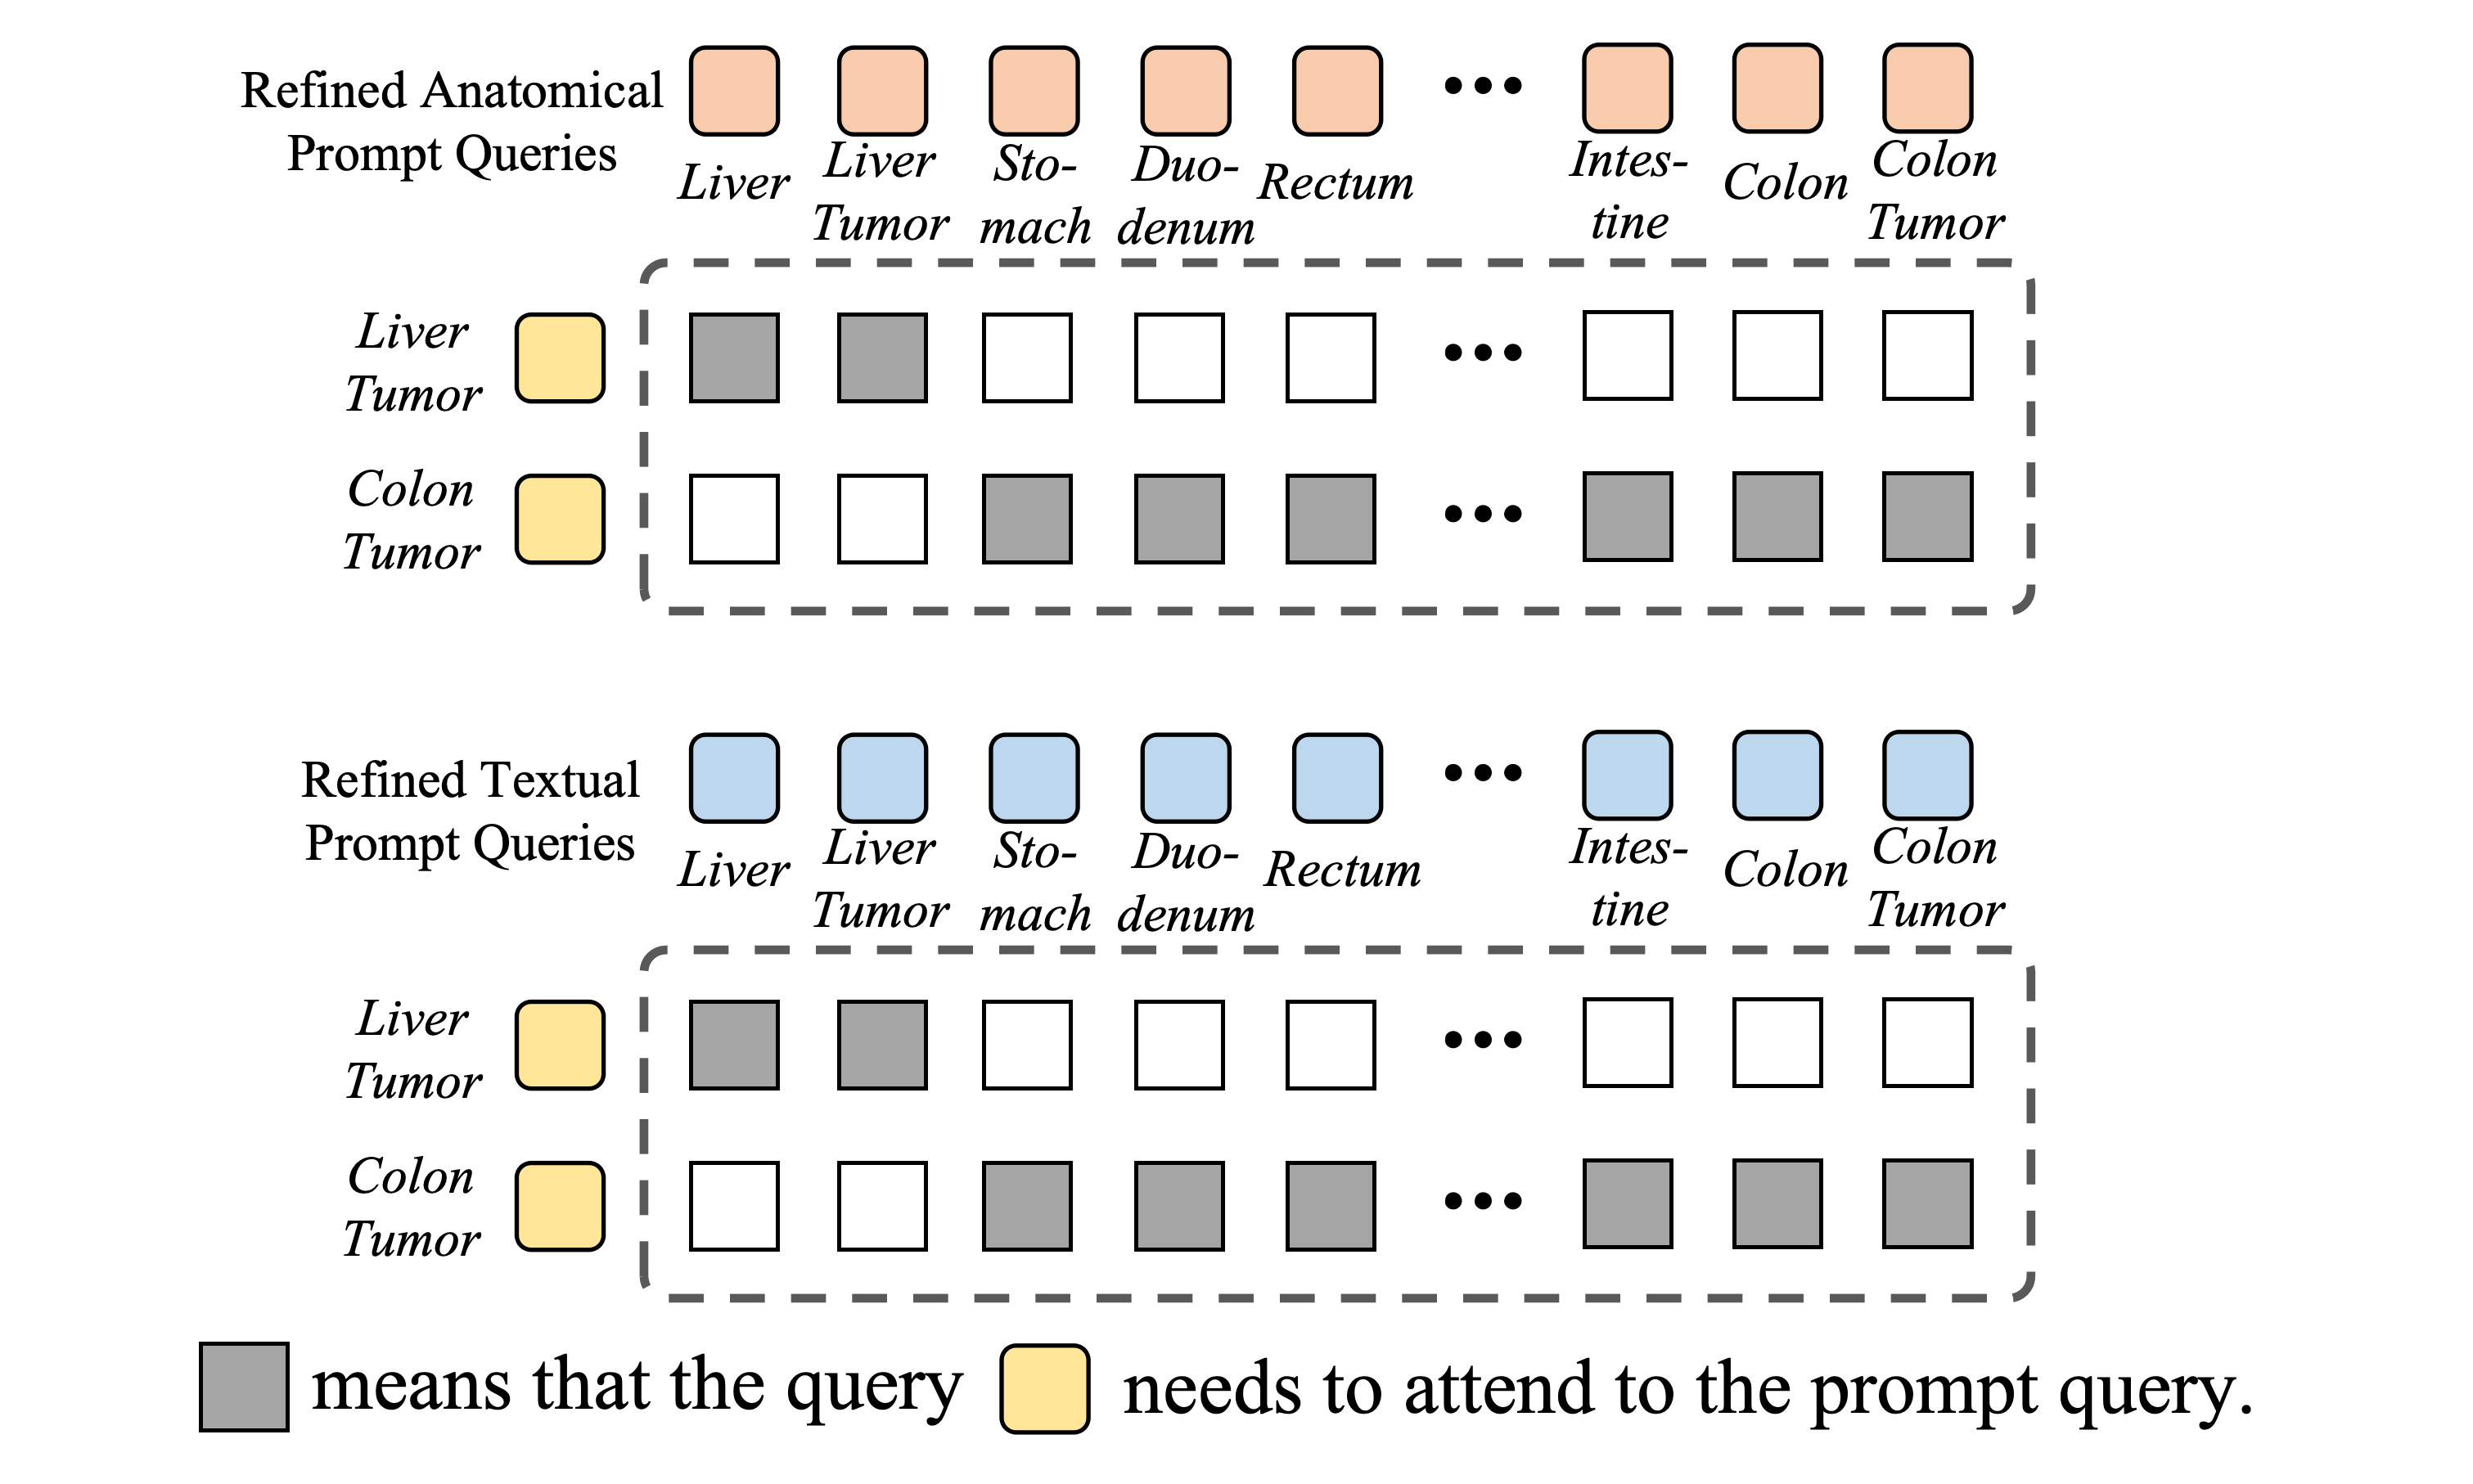 Refined Anatomical
Prompt Queries
Liver
Liver
Tumor
Sto-
mach
Duo-
denum
Rectum
•••
Intes-
tine
Colon
Colon
Tumor
Liver
Tumor
•••
Colon
Tumor
•••
Refined Textual
Prompt Queries
Liver
Liver
Tumor
Sto-
mach
Duo-
denum
Rectum
•••
Intes-
tine
Colon
Colon
Tumor
Liver
Tumor
•••
Colon
Tumor
•••
means that the query needs to attend to the prompt query.